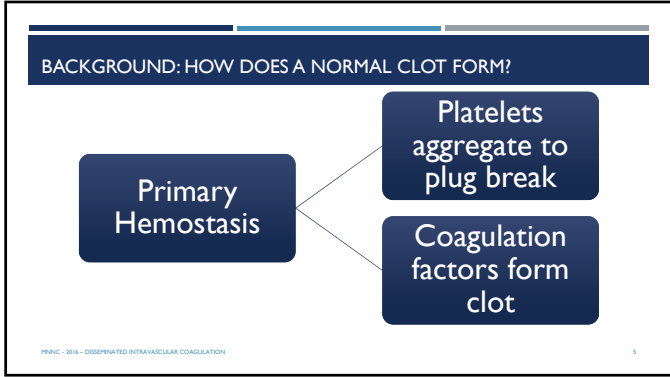 BACKGROUND: HOW DOES A NORMAL CLOT FORM?
Primary
Hemostasis
Platelets
aggregate to
plug break
Coagulation
factors form
clot
MNNC - 2016 – DISSEMINATED INTRAVASCULAR COAGULATION
5